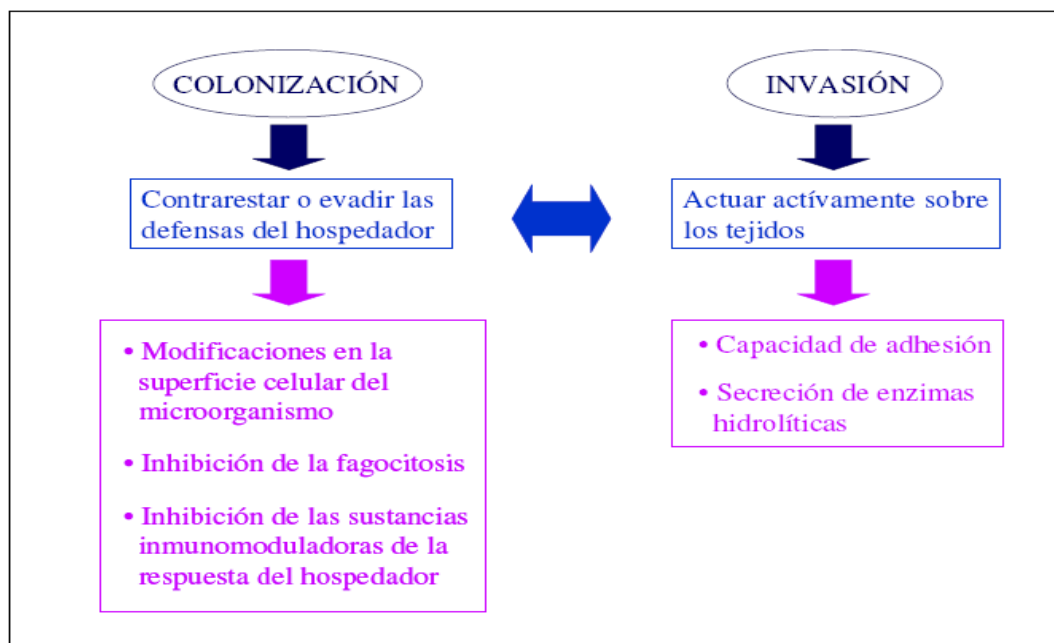 COLONIZACIÓN
Contrarestar o evadir las
defensas del hospedador
• Modificaciones en la
superficie celular del
microorganismo
• Inhibición de la fagocitosis
• Inhibición de las sustancias
inmunomoduladoras de la
respuesta del hospedador
INVASIÓN
Actuar actívamente sobre
los tejidos
• Capacidad de adhesión
• Secreción de enzimas
hidrolíticas